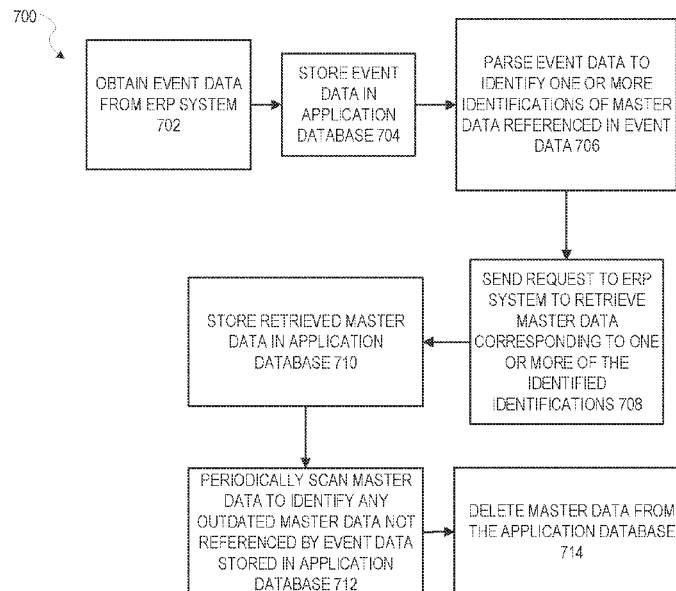 700
OBTAIN EVENT DATA
FROM ERP SYSTEM
702
STORE EVENT
DATA IN
APPLICATION
DATABASE 704
PARSE EVENT DATA TO
IDENTIFY ONE OR MORE
IDENTIFICATIONS OF MASTER
DATA REFERENCED IN EVENT
DATA 706
SEND REQUEST TO ERP
SYSTEM TO RETRIEVE
MASTER DATA
CORRESPONDING TO ONE
OR MORE OF THE
IDENTIFIED
IDENTIFICATIONS 708
STORE RETRIEVED MASTER
DATA IN APPLICATION
DATABASE 710
PERIODICALLY SCAN MASTER
DATA TO IDENTIFY ANY
OUTDATED MASTER DATA NOT
REFERENCED BY EVENT DATA
STORED IN APPLICATION
DATABASE 712
DELETE MASTER DATA FROM
THE APPLICATION DATABASE
714